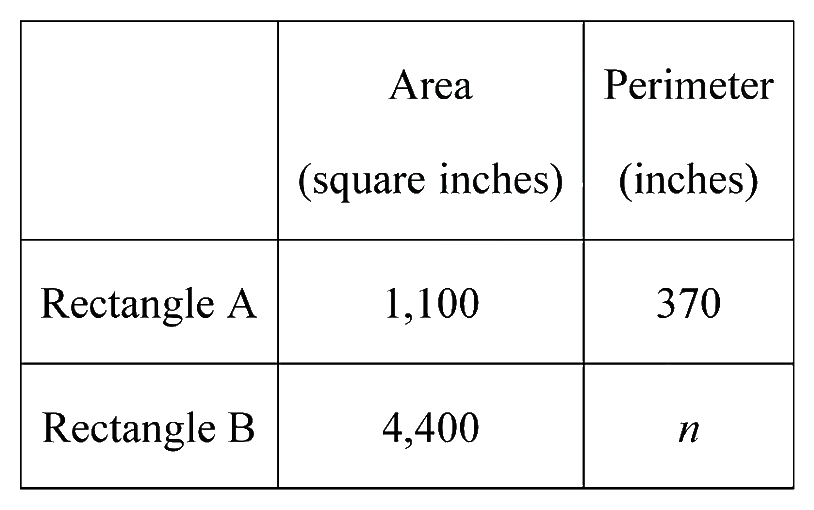 Area Perimeter
(square inches) (inches)
Rectangle A 1,100 370
Rectangle B 4,400 n